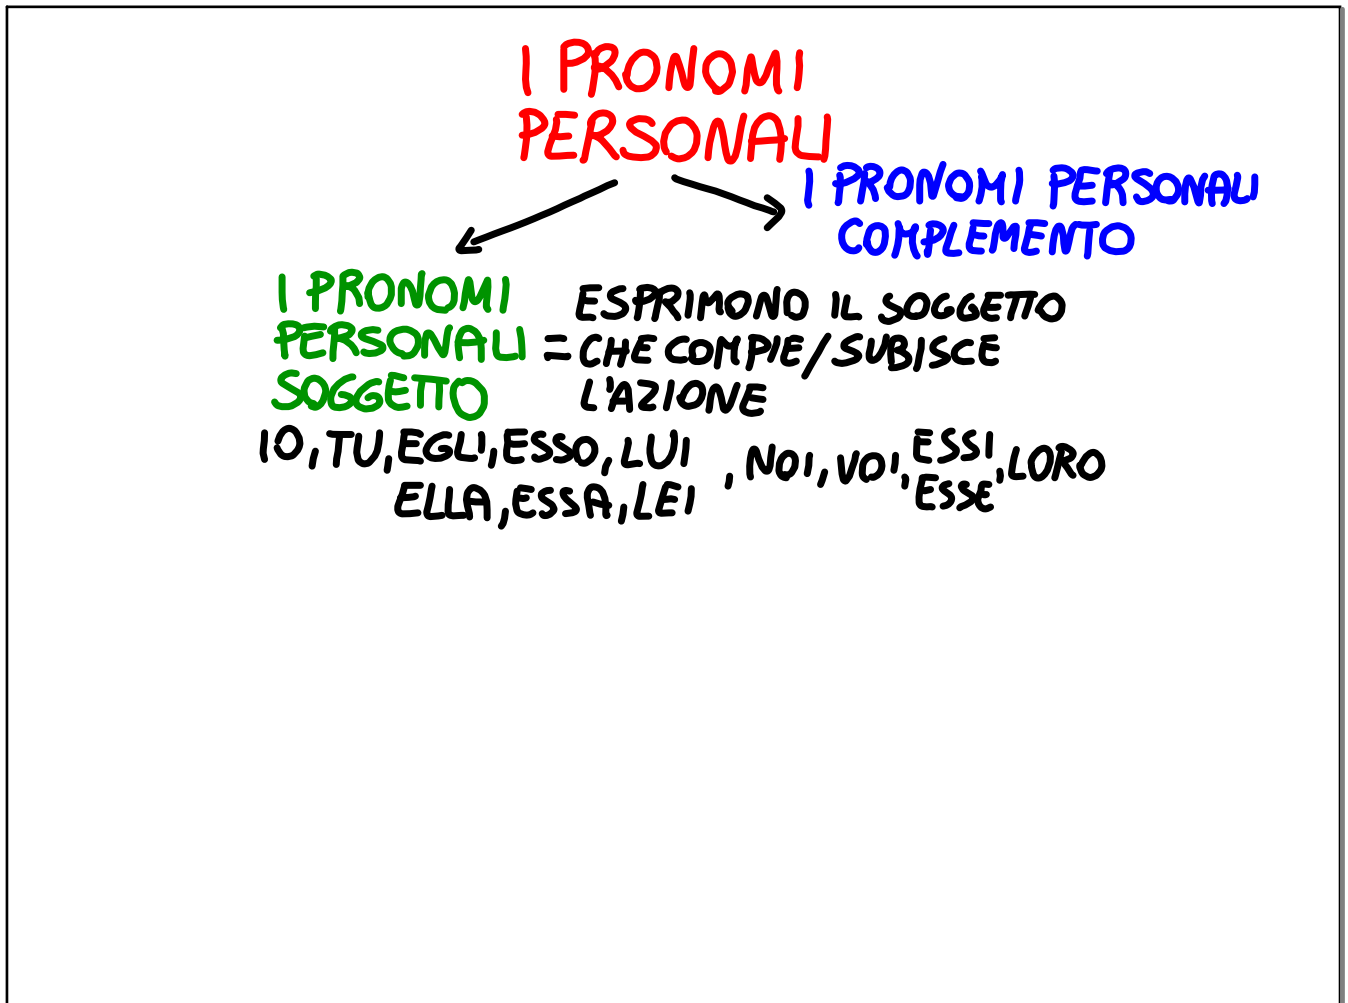 I PRONOMI
PERSONALI
I PRONOMI PERSONALI
COMPLEMENTO
I PRONOMI
PERSONALI
SOGGETTO
= ESPRIMONO IL SOGGETTO
CHE COMPIE/SUBISCE
L'AZIONE
IO, TU, EGLI, ESSO, LUI
ELLA, ESSA, LEI
, NOI, VOI, ESSI
ESSE
, LORO